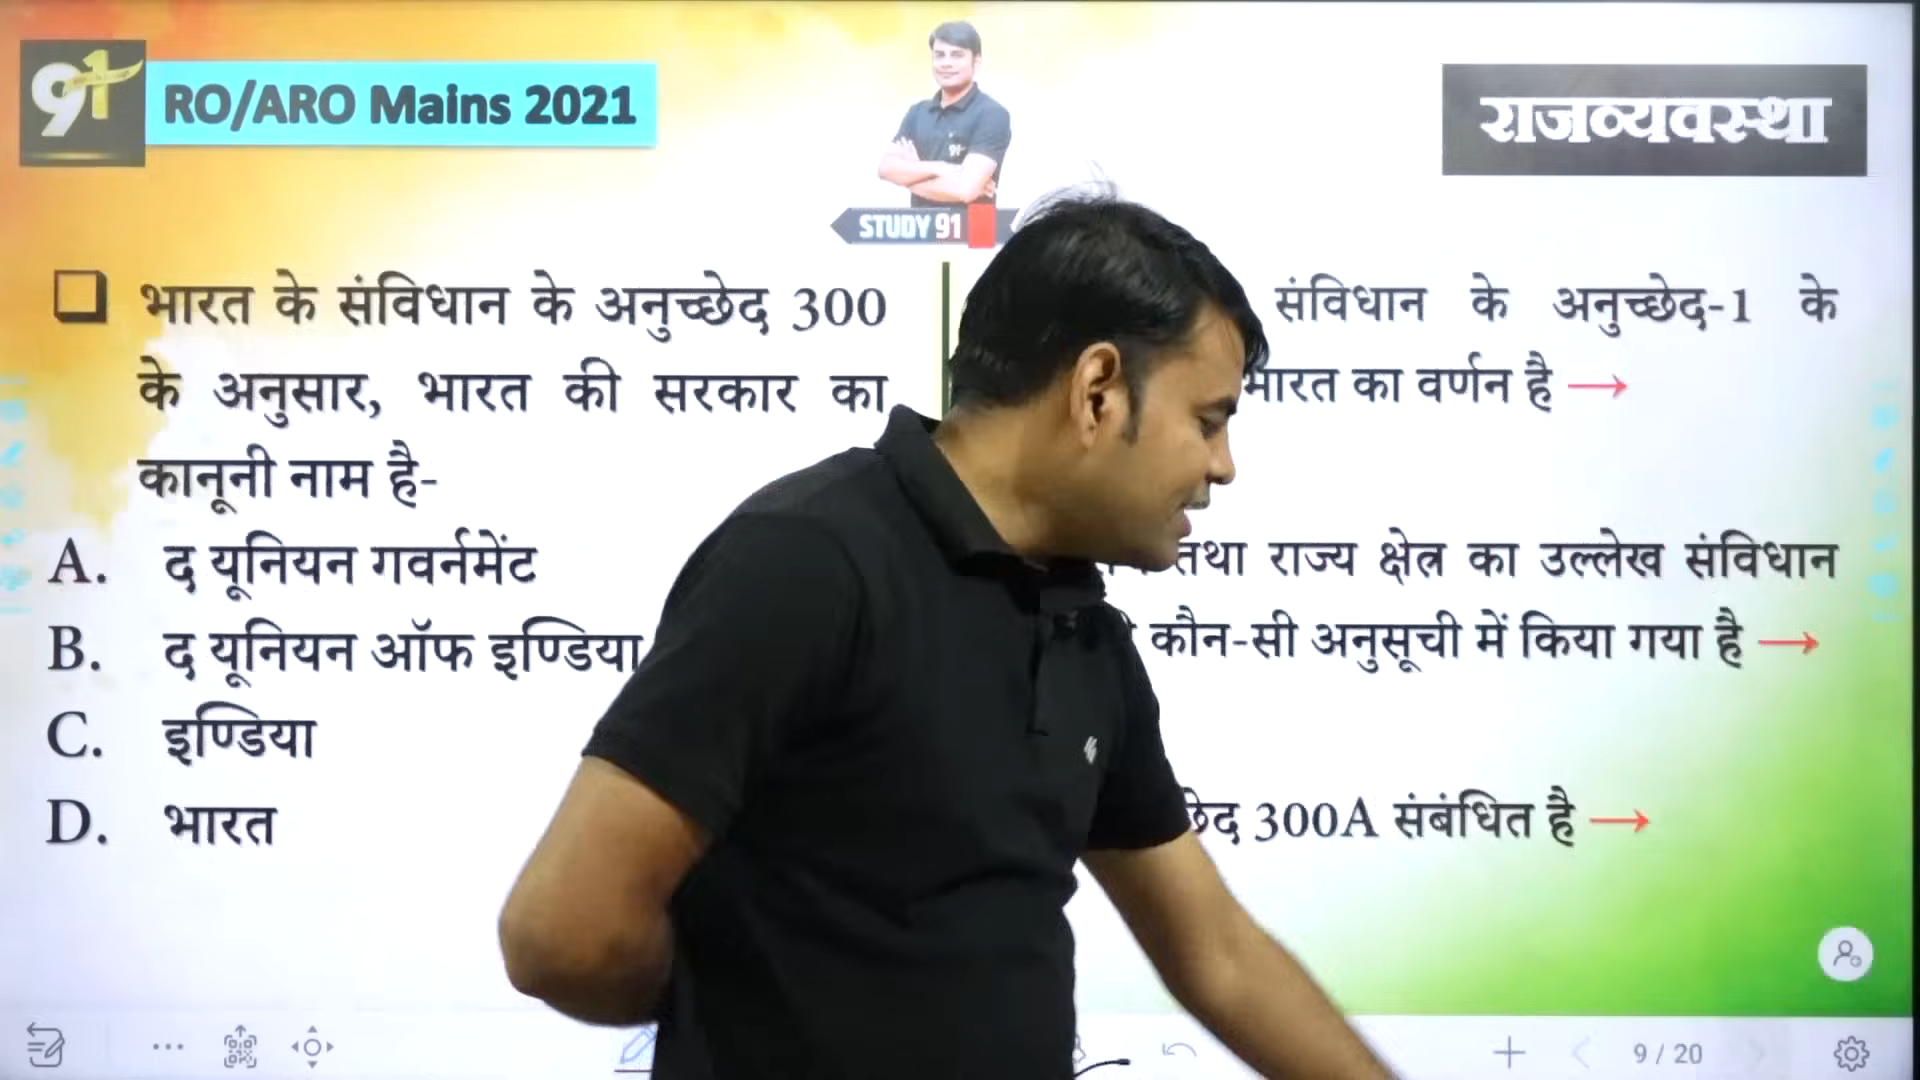 91
RO/ARO Mains 2021
राजव्यवस्था
STUDY 91
भारत के संविधान के अनुच्छेद 300
के अनुसार, भारत की सरकार का
कानूनी नाम है-
A. द यूनियन गवर्नमेंट
B. द यूनियन ऑफ इण्डिया
C. इण्डिया
D. भारत
संविधान के अनुच्छेद-1 के
भारत का वर्णन है →
तथा राज्य क्षेत्र का उल्लेख संविधान
कौन-सी अनुसूची में किया गया है →
300A संबंधित है →
9 / 20